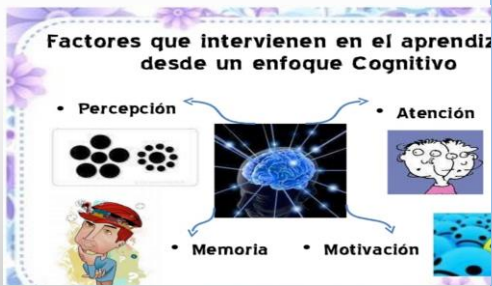 Factores que intervienen en el aprendiz
desde un enfoque Cognitivo
• Percepción
• Atención
• Memoria
• Motivación